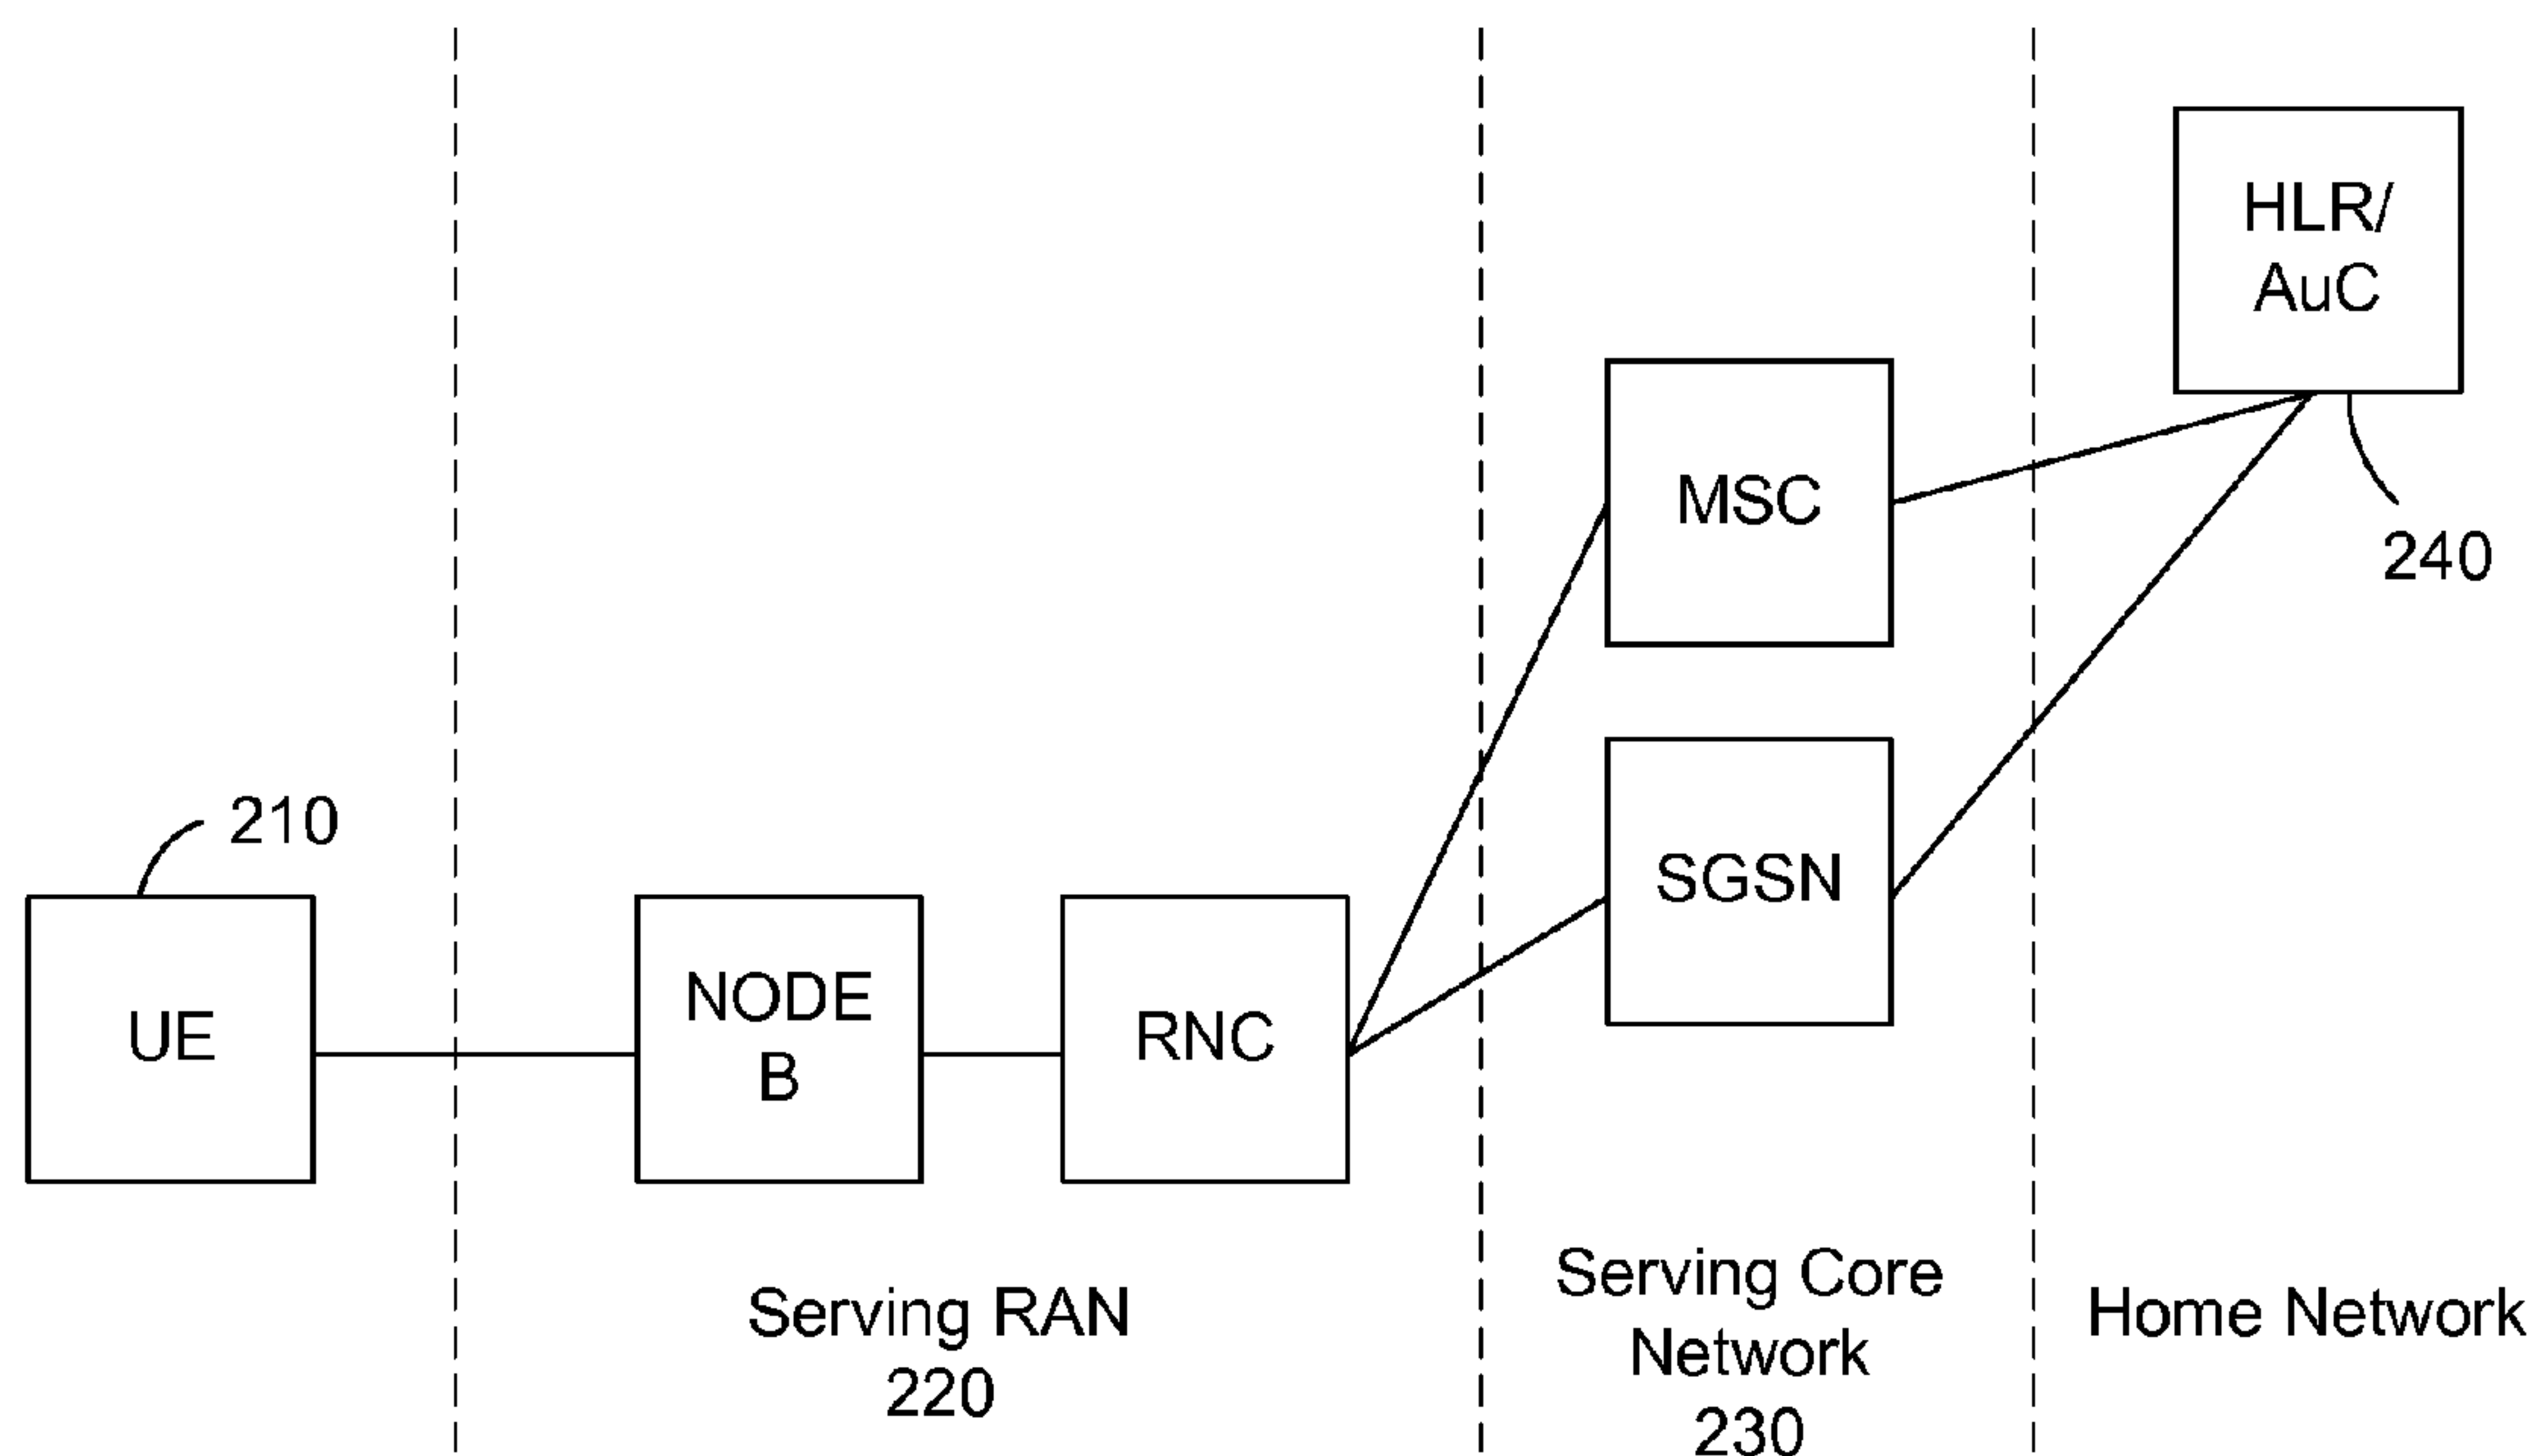 HLR/
AuC
240
MSC
SGSN
210
UE
NODE
B
RNC
Serving RAN
220
Serving Core
Network
230
Home Network